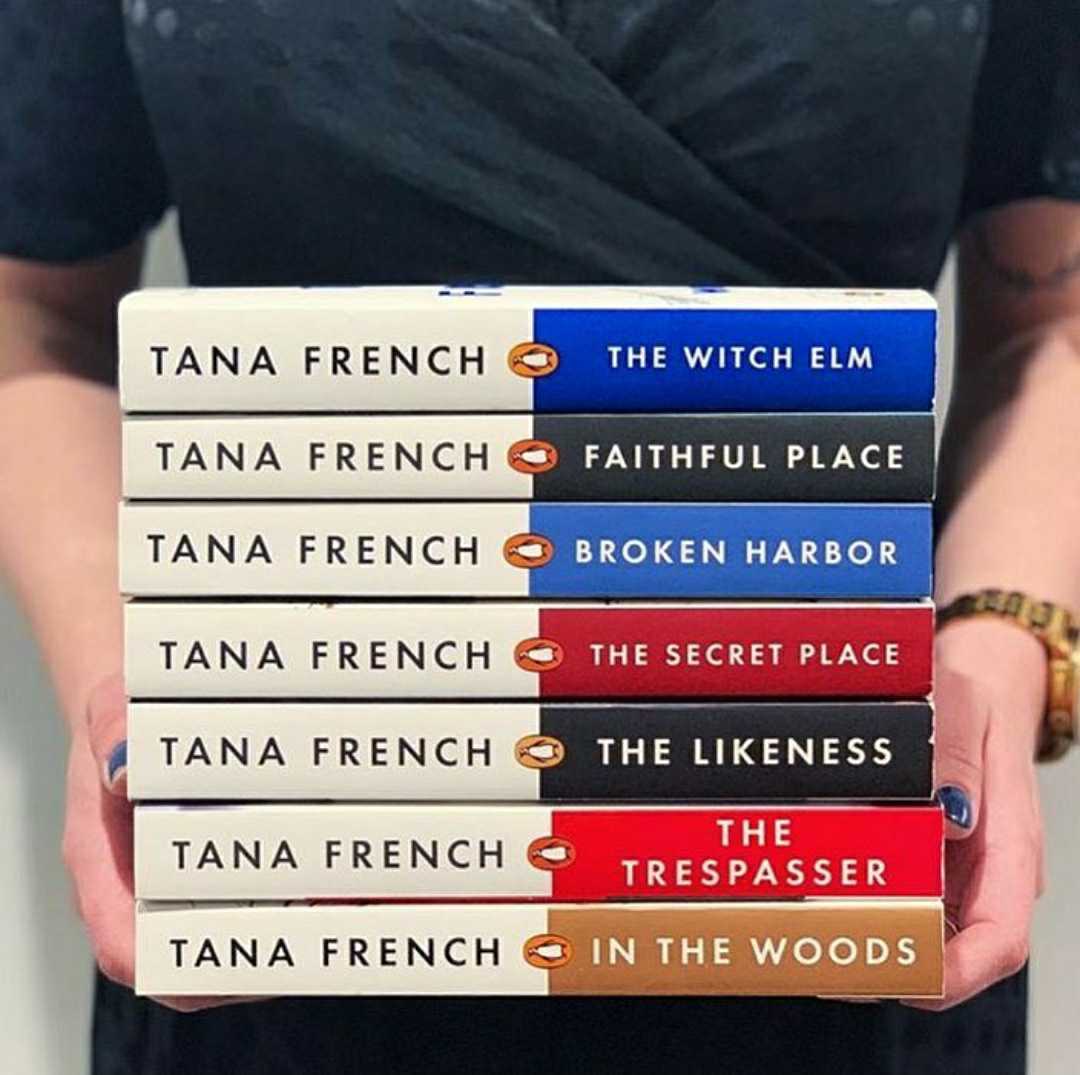 TANA FRENCH THE WITCH ELM
TANA FRENCH FAITHFUL PLACE
TANA FRENCH BROKEN HARBOR
TANA FRENCH THE SECRET PLACE
TANA FRENCH THE LIKENESS
TANA FRENCH THE
TRESPASSER
TANA FRENCH IN THE WOODS